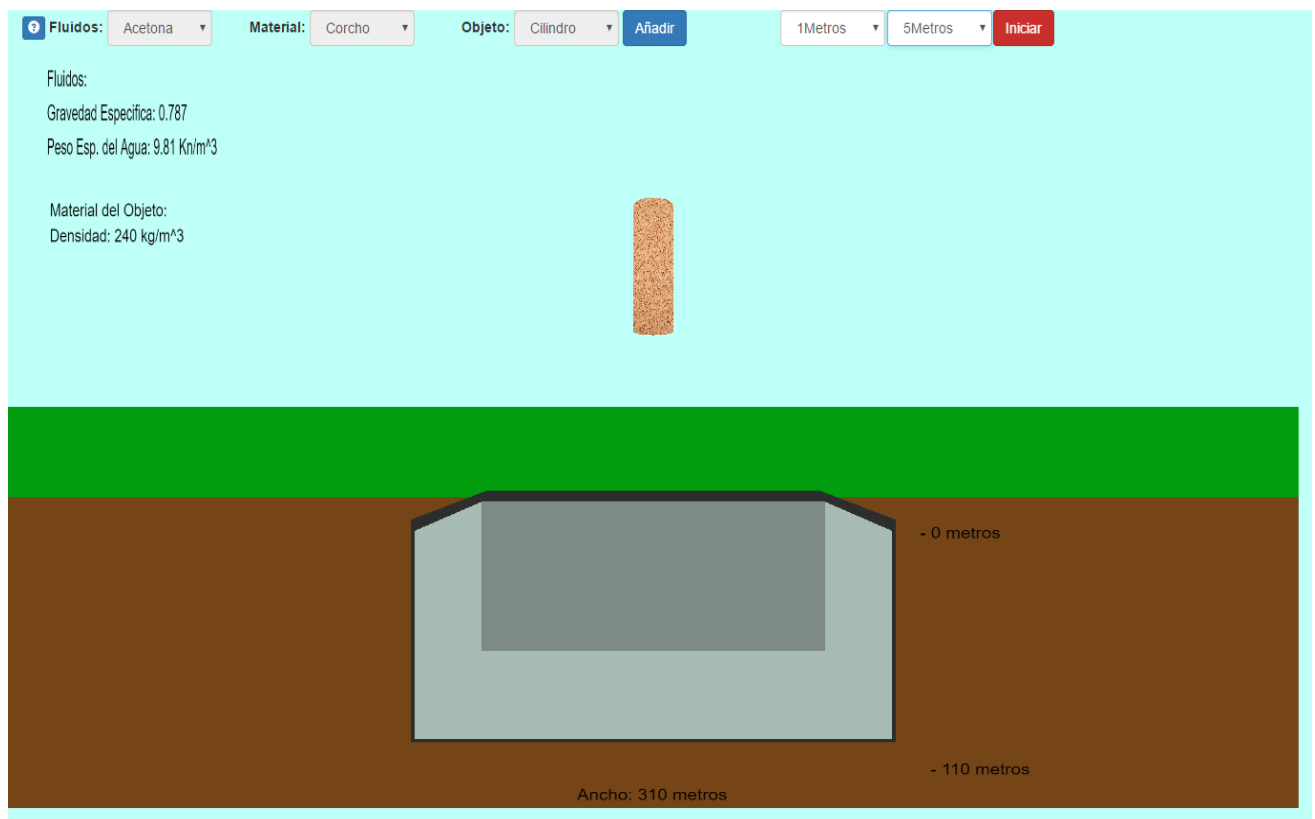 Fluidos: Acetona Material: Corcho Objeto: Cilindro Añadir 1Metros 5Metros Iniciar
Fluidos:
Gravedad Especifica: 0.787
Peso Esp. del Agua: 9.81 Kn/m^3
Material del Objeto:
Densidad: 240 kg/m^3
- 0 metros
- 110 metros
Ancho: 310 metros